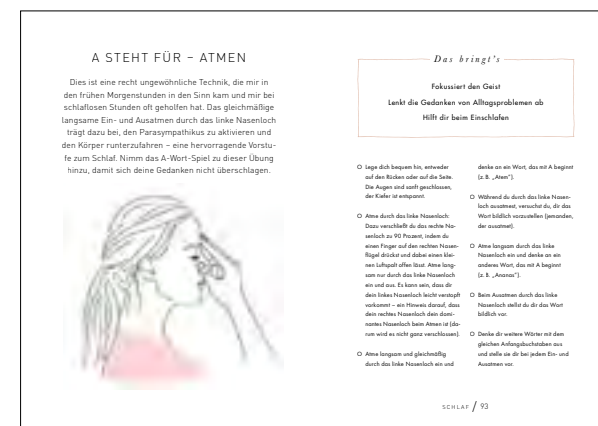 A STEHT FÜR – ATMEN
Dies ist eine recht ungewöhnliche Technik, die mir in
den frühen Morgenstunden in den Sinn kam und mir bei
schlaflosen Stunden oft geholfen hat. Das gleichmäßige
langsame Ein- und Ausatmen durch das linke Nasenloch
trägt dazu bei, den Parasympathikus zu aktivieren und
den Körper runterzufahren – eine hervorragende Vorstu-
fe zum Schlaf. Nimm das A-Wort-Spiel zu dieser Übung
hinzu, damit sich deine Gedanken nicht überschlagen.
Das bringt's
Fokussiert den Geist
Lenkt die Gedanken von Alltagsproblemen ab
Hilft dir beim Einschlafen
O Lege dich bequem hin, entweder
auf den Rücken oder auf die Seite.
Die Augen sind sanft geschlossen,
der Kiefer ist entspannt.
O Atme durch das linke Nasenloch:
Dazu verschließt du das rechte Na-
senloch zu 90 Prozent, indem du
einen Finger auf den rechten Nasen-
flügel drückst und dabei einen klei-
nen Luftspalt offen lässt. Atme lang-
sam nur durch das linke Nasenloch
ein und aus. Es kann sein, dass dir
dein linkes Nasenloch leicht verstopft
vorkommt – ein Hinweis darauf, dass
dein rechtes Nasenloch dein domi-
nantes Nasenloch beim Atmen ist (da-
rum wird es nicht ganz verschlossen).
O Atme langsam und gleichmäßig
durch das linke Nasenloch ein und
denke an ein Wort, das mit A beginnt
(z. B. „Atem").
O Während du durch das linke Nasen-
loch ausatmest, versuchst du, dir das
Wort bildlich vorzustellen (jemanden,
der ausatmet).
O Atme langsam durch das linke
Nasenloch ein und denke an ein
anderes Wort, das mit A beginnt
(z. B. „Ananas").
O Beim Ausatmen durch das linke
Nasenloch stellst du dir das Wort
bildlich vor.
O Denke dir weitere Wörter mit dem
gleichen Anfangsbuchstaben aus
und stelle sie dir bei jedem Ein- und
Ausatmen vor.
SCHLAF / 93